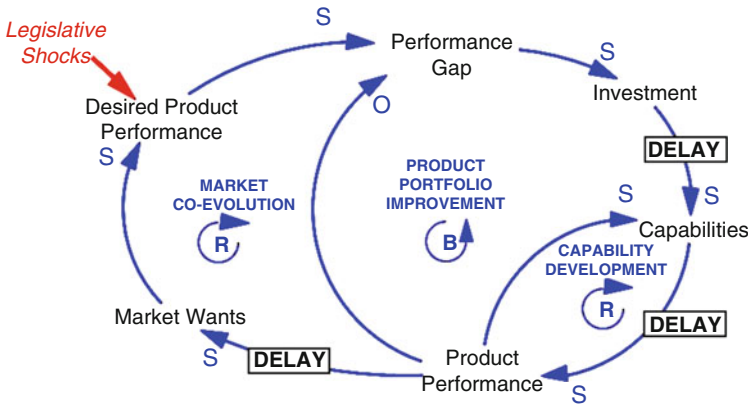 Legislative
Shocks
S
Performance
Gap
S
Investment
Desired Product
Performance
O
S
DELAY
MARKET
CO-EVOLUTION
R
PRODUCT
PORTFOLIO
IMPROVEMENT
B
S
S
Capabilities
CAPABILITY
DEVELOPMENT
R
Market Wants
DELAY
S
DELAY
Product
Performance
S